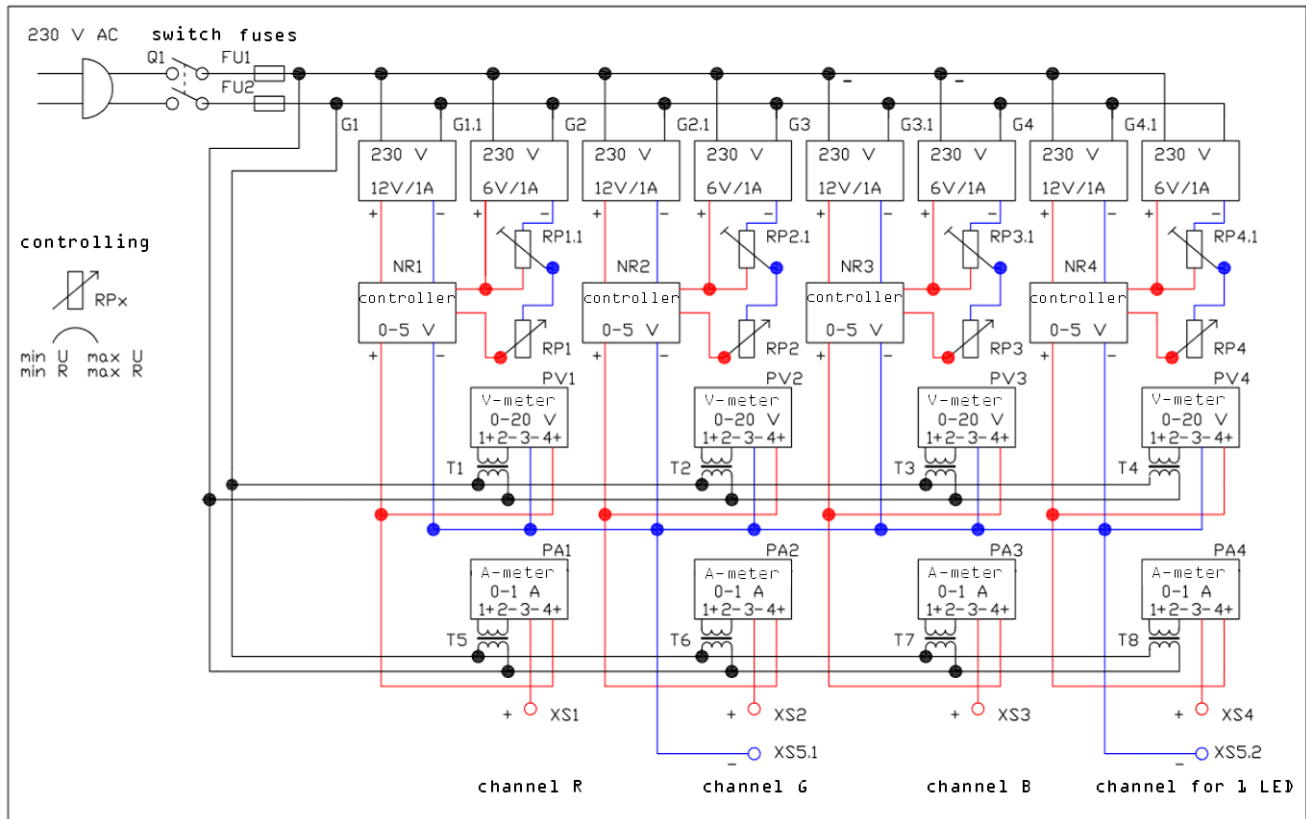 230 V AC switch fuses
Q1 FU1
FU2
G1 G1.1 G2 G2.1 G3 G3.1 G4 G4.1
230 V 230 V 230 V 230 V 230 V 230 V 230 V 230 V
12V/1A 6V/1A 12V/1A 6V/1A 12V/1A 6V/1A 12V/1A 6V/1A
+ - + - + - + - + - + - + - + -
controlling
RPx
min U max U
min R max R
RP1.1 RP2.1 RP3.1 RP4.1
NR1 NR2 NR3 NR4
controller controller controller controller
0-5 V 0-5 V 0-5 V 0-5 V
RP1 RP2 RP3 RP4
+ - + - + - + -
PV1 PV2 PV3 PV4
V-meter V-meter V-meter V-meter
0-20 V 0-20 V 0-20 V 0-20 V
1+2-3-4+ 1+2-3-4+ 1+2-3-4+ 1+2-3-4+
T1 T2 T3 T4
PA1 PA2 PA3 PA4
A-meter A-meter A-meter A-meter
0-1 A 0-1 A 0-1 A 0-1 A
1+2-3-4+ 1+2-3-4+ 1+2-3-4+ 1+2-3-4+
T5 T6 T7 T8
+ XS1 + XS2 + XS3 + XS4
- XS5.1 - XS5.2
channel R channel G channel B channel for 1 LED